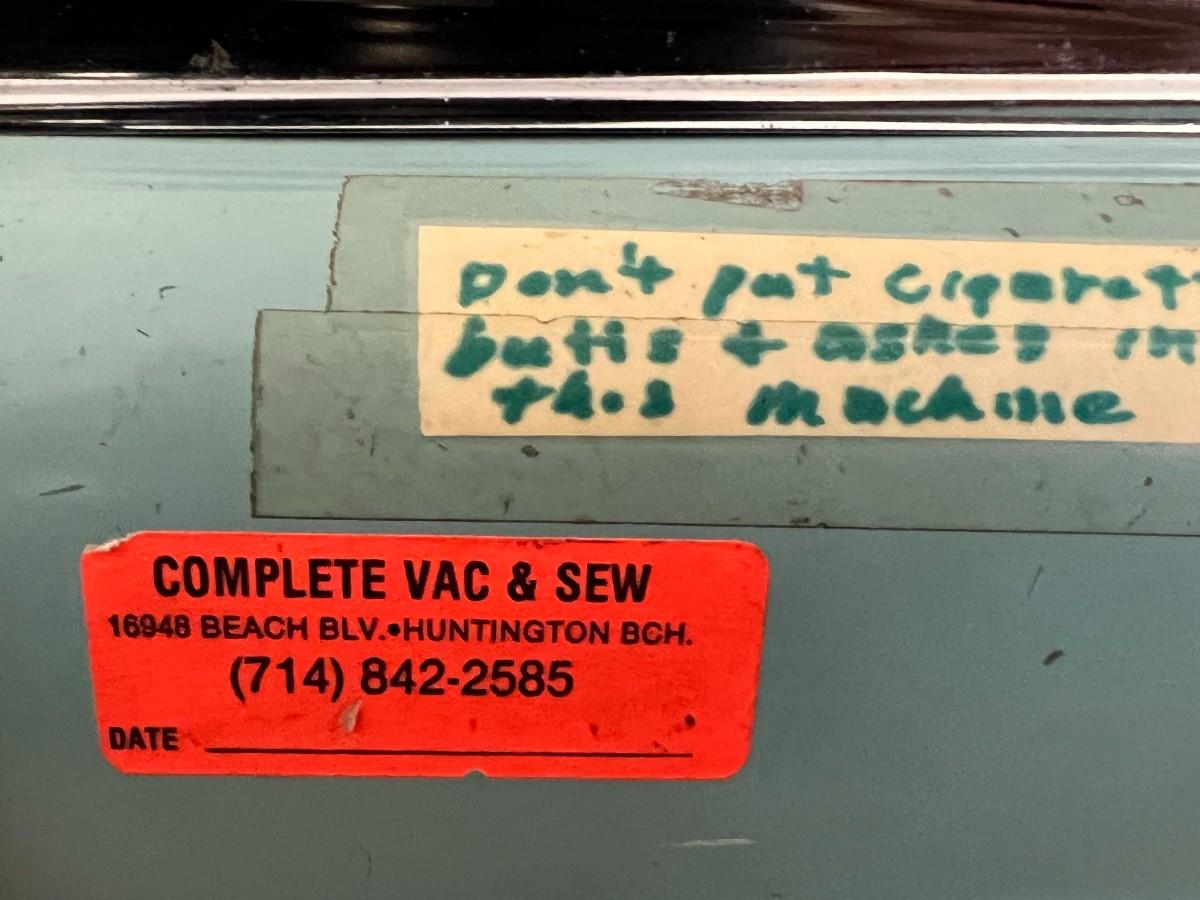 Don't put cigarat
butts + ashes in
this machine
COMPLETE VAC & SEW
16948 BEACH BLV.•HUNTINGTON BCH.
(714) 842-2585
DATE